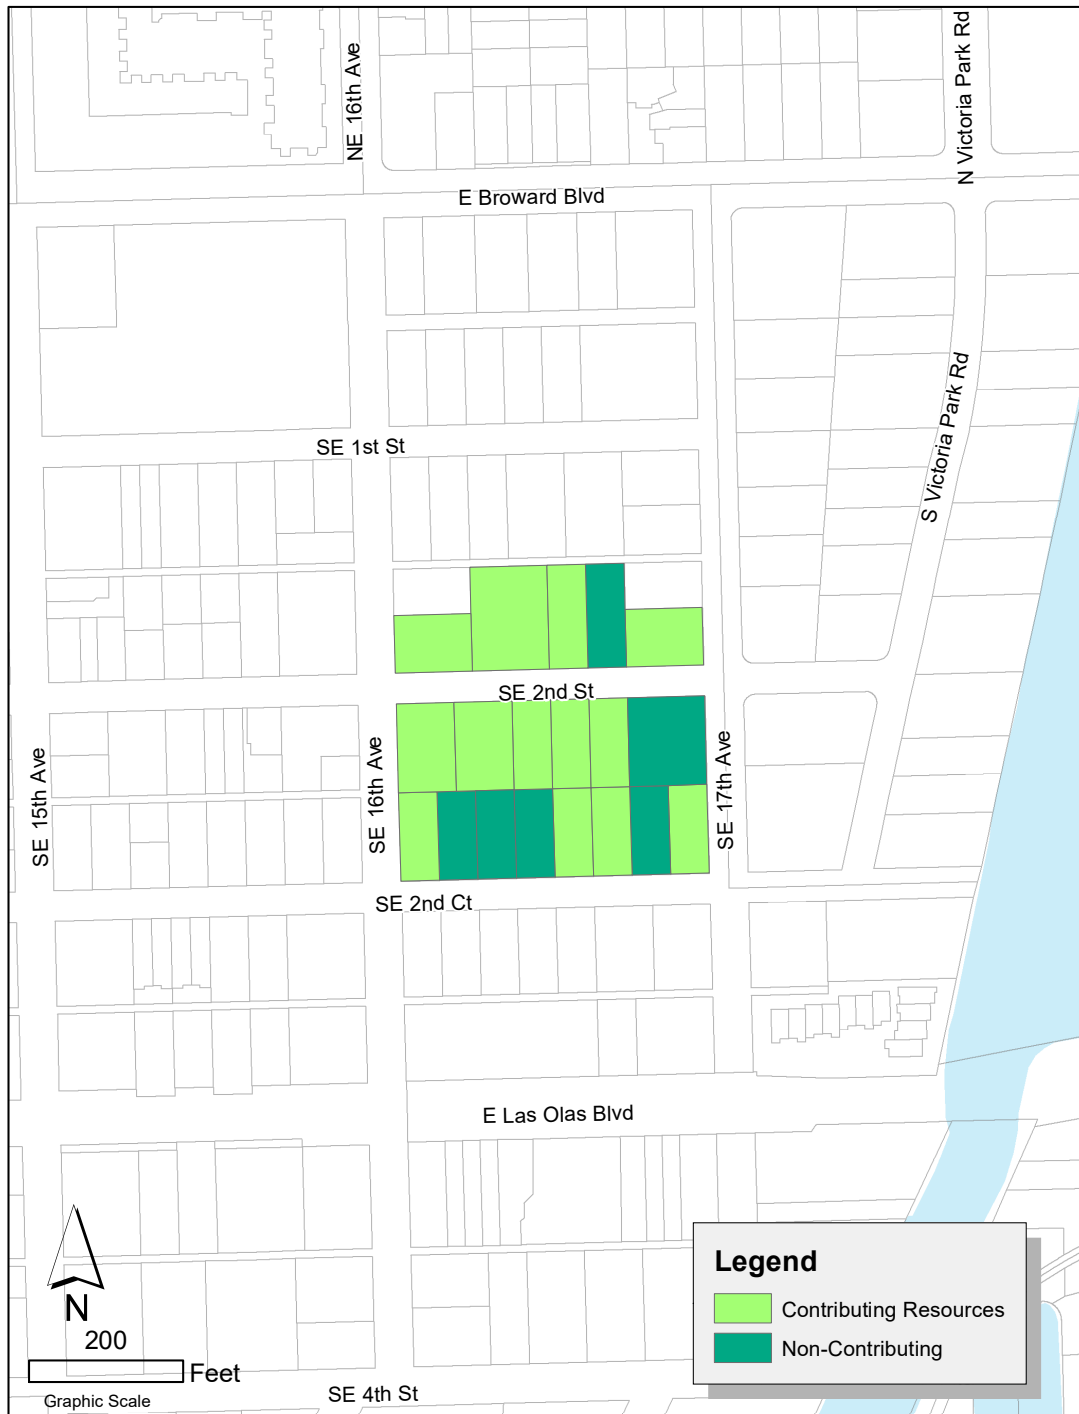 NE 16th Ave
N Victoria Park Rd
E Broward Blvd
S Victoria Park Rd
SE 1st St
SE 2nd St
SE 15th Ave
SE 16th Ave
SE 17th Ave
SE 2nd Ct
E Las Olas Blvd
Legend
Contributing Resources
Non-Contributing
N
200
Feet
Graphic Scale
SE 4th St